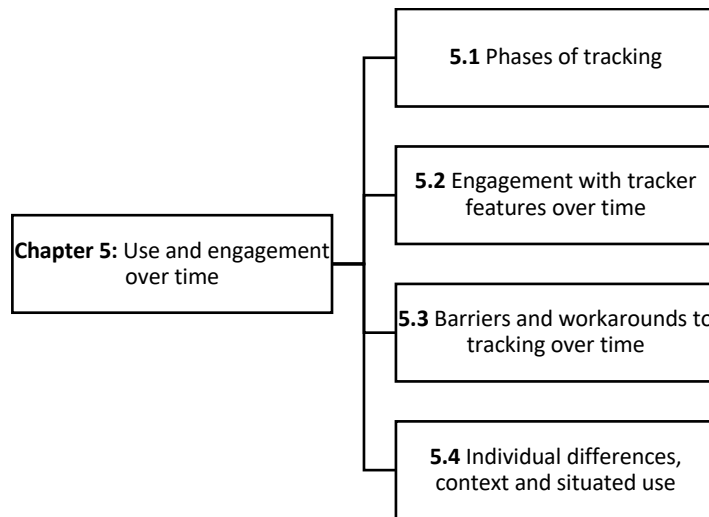 5.1 Phases of tracking
5.2 Engagement with tracker
features over time
Chapter 5: Use and engagement
over time
5.3 Barriers and workarounds to
tracking over time
5.4 Individual differences,
context and situated use